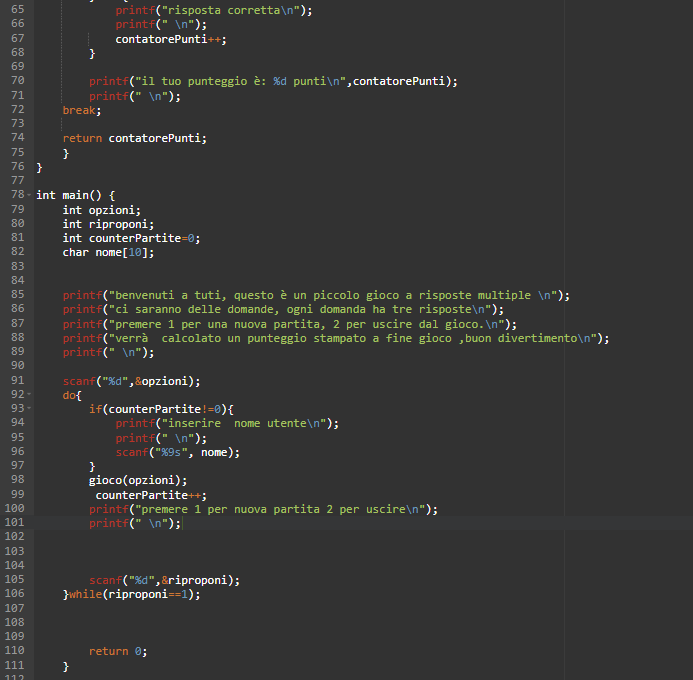 65 printf("risposta corretta\n");
66 printf(" \n");
67 contatorePunti++;
68 }
69
70 printf("il tuo punteggio è: %d punti\n",contatorePunti);
71 printf(" \n");
72 break;
73
74 return contatorePunti;
75 }
76 }
77
78 int main() {
79 int opzioni;
80 int riproponi;
81 int counterPartite=0;
82 char nome[10];
83
84
85 printf("benvenuti a tuti, questo è un piccolo gioco a risposte multiple \n");
86 printf("ci saranno delle domande, ogni domanda ha tre risposte\n");
87 printf("premere 1 per una nuova partita, 2 per uscire dal gioco.\n");
88 printf("verrà  calcolato un punteggio stampato a fine gioco ,buon divertimento\n");
89 printf(" \n");
90
91 scanf("%d",&opzioni);
92 do{
93 if(counterPartite!=0){
94 printf("inserire  nome utente\n");
95 printf(" \n");
96 scanf("%9s", nome);
97 }
98 gioco(opzioni);
99 counterPartite++;
100 printf("premere 1 per nuova partita 2 per uscire\n");
101 printf(" \n");
102
103
104
105 scanf("%d",&riproponi);
106 }while(riproponi==1);
107
108
109
110 return 0;
111 }
112